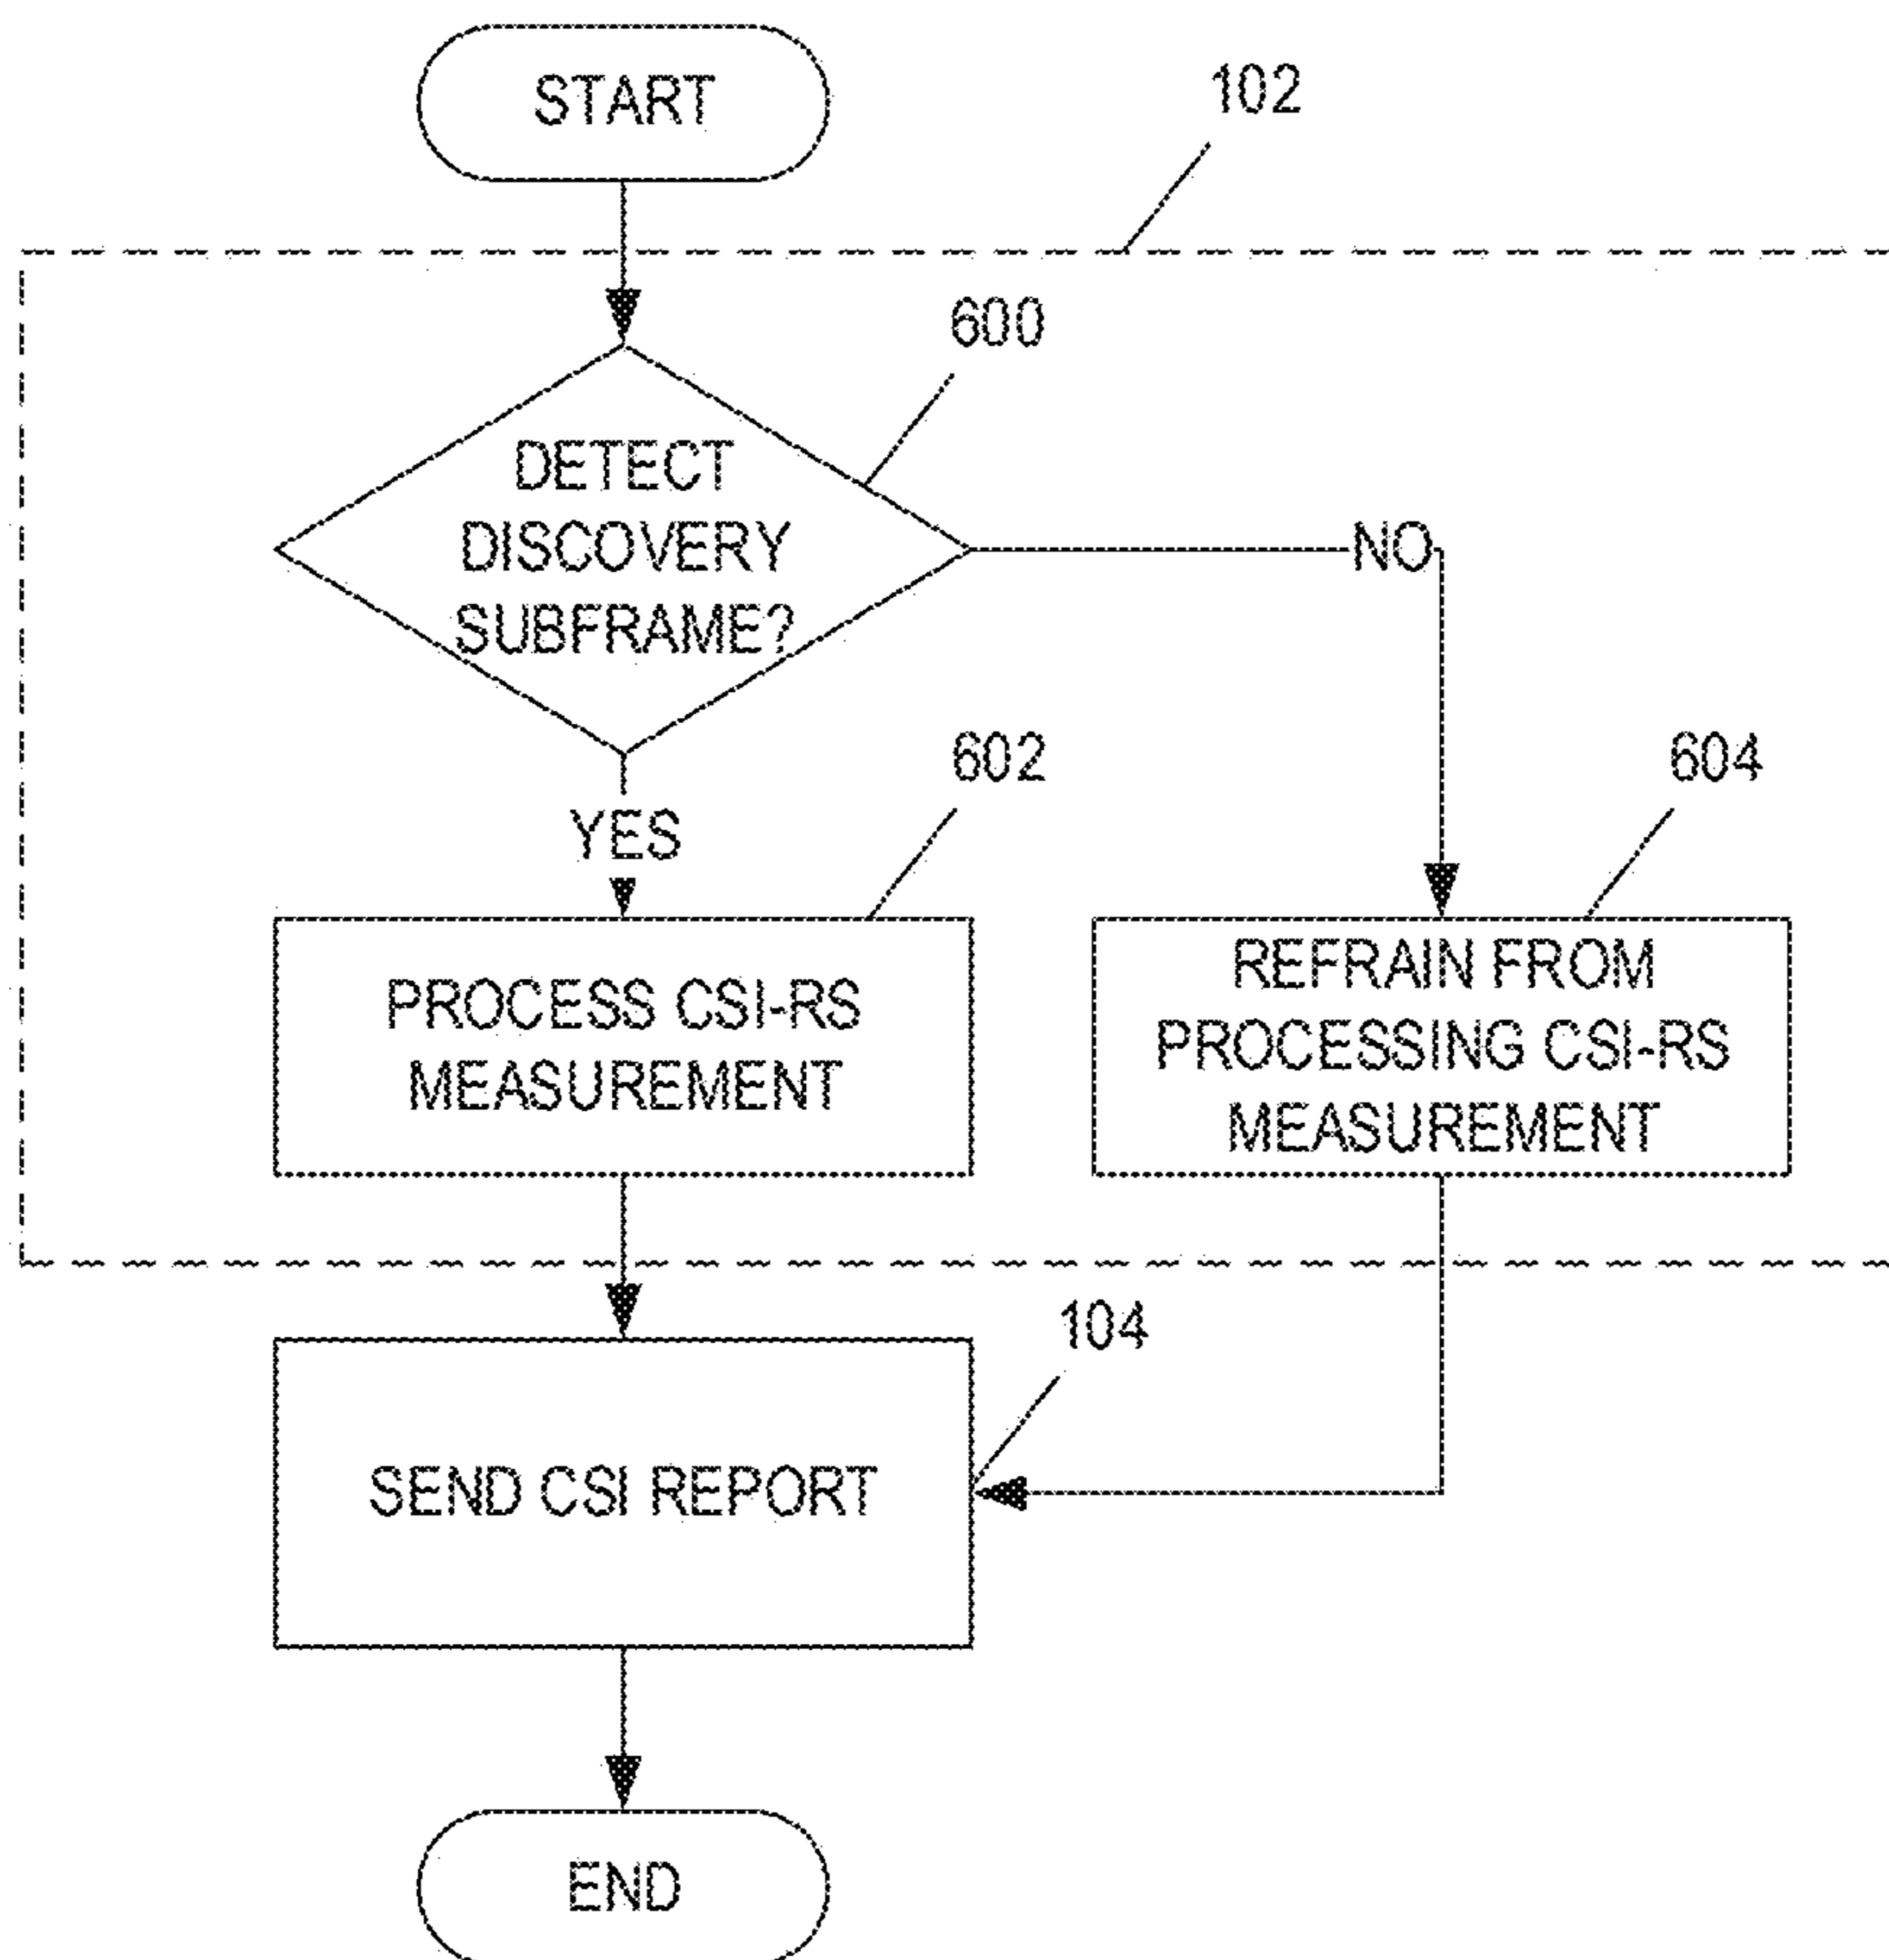 START
102
600
DETECT
DISCOVERY
SUBFRAME?
NO
602
604
YES
PROCESS CSI-RS
MEASUREMENT
REFRAIN FROM
PROCESSING CSI-RS
MEASUREMENT
104
SEND CSI REPORT
END